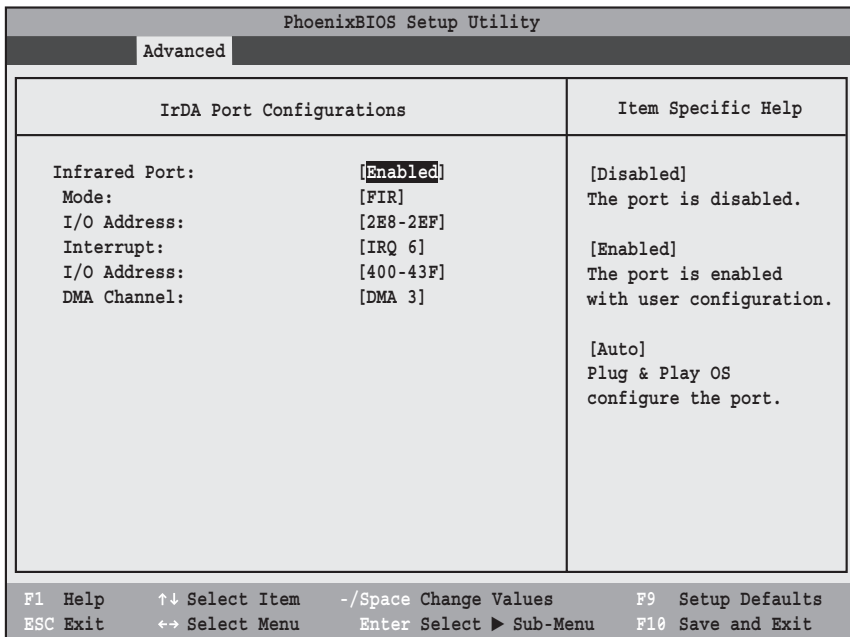 PhoenixBIOS Setup Utility
Advanced
IrDA Port Configurations
Item Specific Help
Infrared Port: [Enabled]
Mode: [FIR]
I/O Address: [2E8-2EF]
Interrupt: [IRQ 6]
I/O Address: [400-43F]
DMA Channel: [DMA 3]
[Disabled]
The port is disabled.
[Enabled]
The port is enabled
with user configuration.
[Auto]
Plug & Play OS
configure the port.
F1 Help ↑↓ Select Item -/Space Change Values F9 Setup Defaults
ESC Exit ←→ Select Menu Enter Select ▶ Sub-Menu F10 Save and Exit